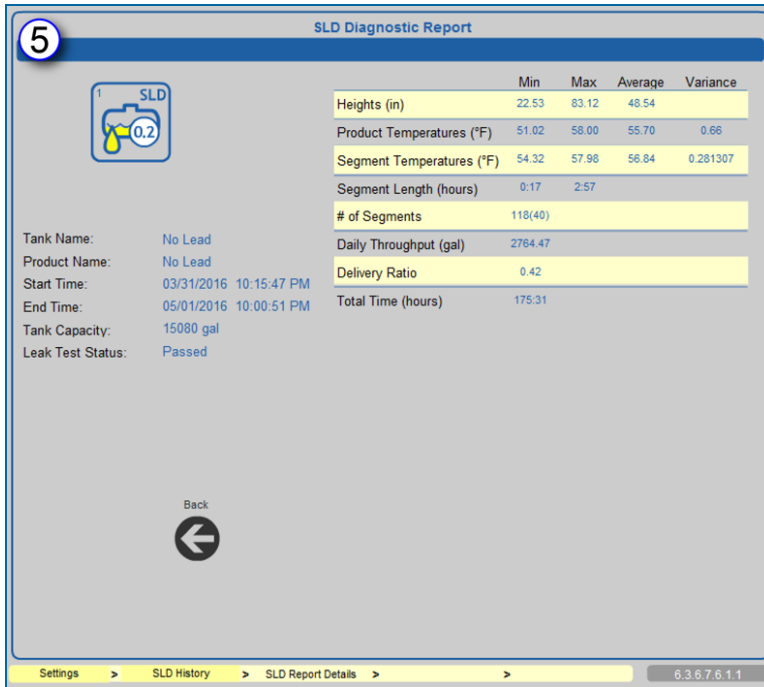 5
SLD Diagnostic Report
1 SLD
0.2
Min Max Average Variance
Heights (in) 22.53 83.12 48.54
Product Temperatures (°F) 51.02 58.00 55.70 0.66
Segment Temperatures (°F) 54.32 57.98 56.84 0.281307
Segment Length (hours) 0:17 2:57
# of Segments 118(40)
Daily Throughput (gal) 2764.47
Delivery Ratio 0.42
Total Time (hours) 175:31
Tank Name: No Lead
Product Name: No Lead
Start Time: 03/31/2016 10:15:47 PM
End Time: 05/01/2016 10:00:51 PM
Tank Capacity: 15080 gal
Leak Test Status: Passed
Back
Settings > SLD History > SLD Report Details > >
6.3.6.7.6.1.1